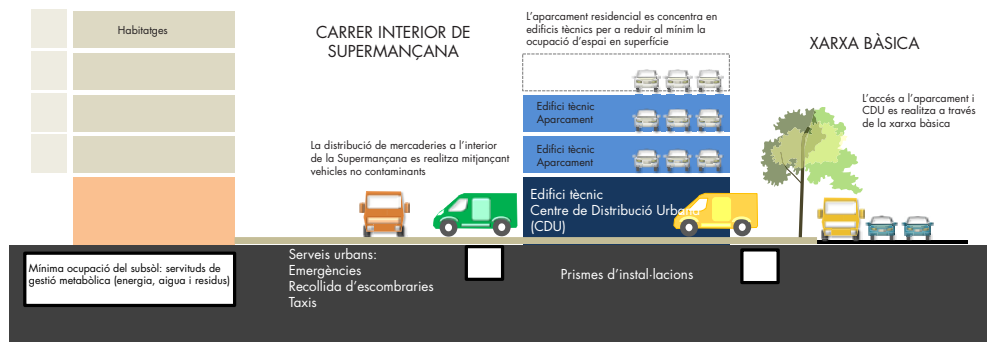 Habitatges
CARRER INTERIOR DE
SUPERMANÇANA
L'aparcament residencial es concentra en
edificis tècnics per a reduir al mínim la
ocupació d'espai en superfície
XARXA BÀSICA
Edifici tècnic
Aparcament
L'accés a l'aparcament i
CDU es realitza a través
de la xarxa bàsica
La distribució de mercaderies a l'interior
de la Supermançana es realitza mitjançant
vehicles no contaminants
Edifici tècnic
Aparcament
Edifici tècnic
Centre de Distribució Urbana
(CDU)
Mínima ocupació del subsòl: servituds de
gestió metabòlica (energia, aigua i residus)
Serveis urbans:
Emergències
Recollida d'escombraries
Taxis
Prismes d'instal·lacions